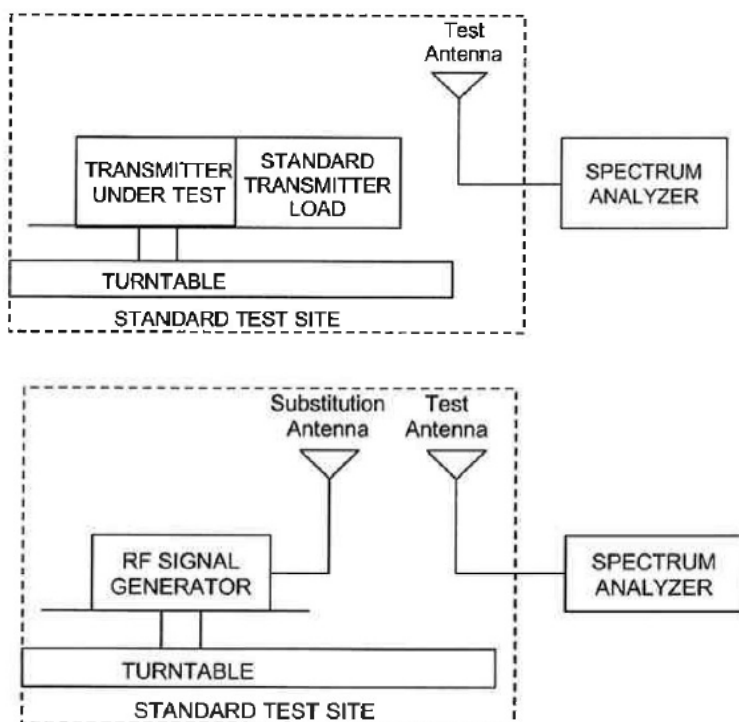 Test
Antenna
TRANSMITTER
UNDER TEST
STANDARD
TRANSMITTER
LOAD
SPECTRUM
ANALYZER
TURNTABLE
STANDARD TEST SITE
Substitution
Antenna
Test
Antenna
RF SIGNAL
GENERATOR
SPECTRUM
ANALYZER
TURNTABLE
STANDARD TEST SITE